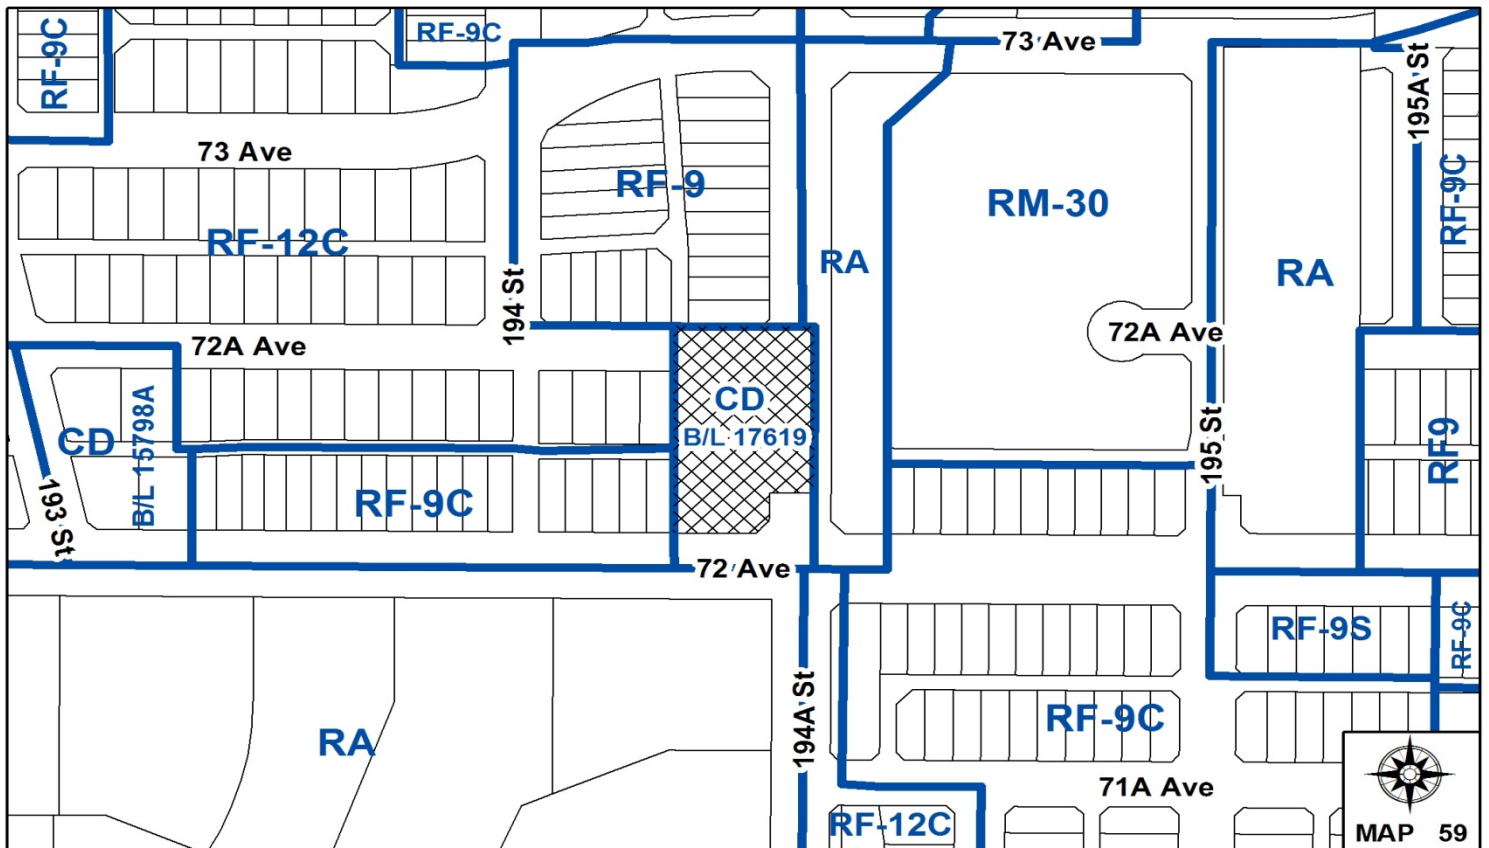 RF-9C
RF-9C
73 Ave
195A St
73 Ave
RF-9
RM-30
RF-9C
RF-12C
RA
RA
194 St
72A Ave
72A Ave
CD
B/L 17619
CD
B/L 15798A
195 St
RF9
RF-9C
193 St
72 Ave
RF-9S
RF-9C
RA
194A St
RF-9C
71A Ave
RF-12C
MAP 59